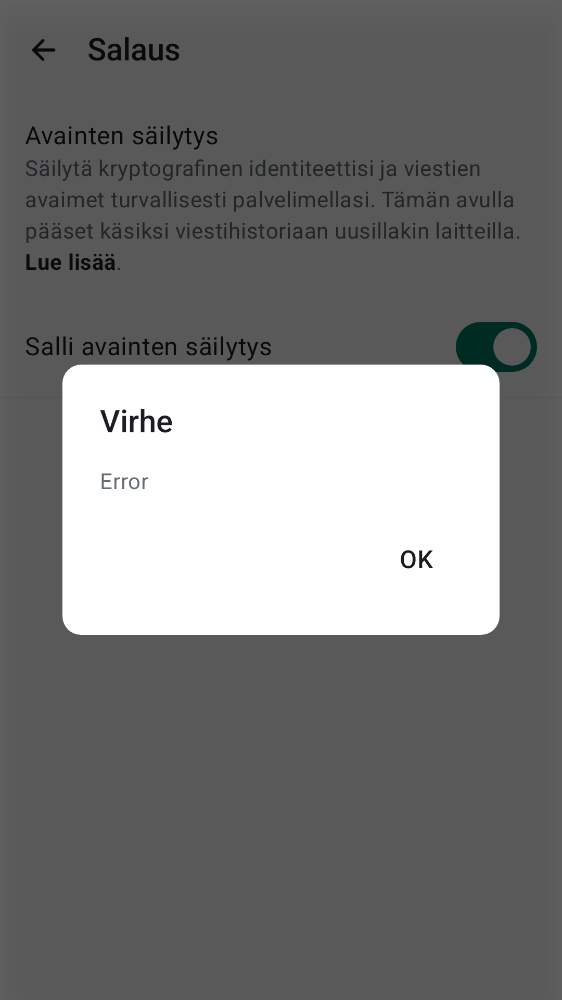 Salaus
Avainten säilytys
Säilytä kryptografinen identiteettisi ja viestien
avaimet turvallisesti palvelimellasi. Tämän avulla
pääset käsiksi viestihistoriaan uusillakin laitteilla.
Lue lisää.
Salli avainten säilytys
Virhe
Error
OK